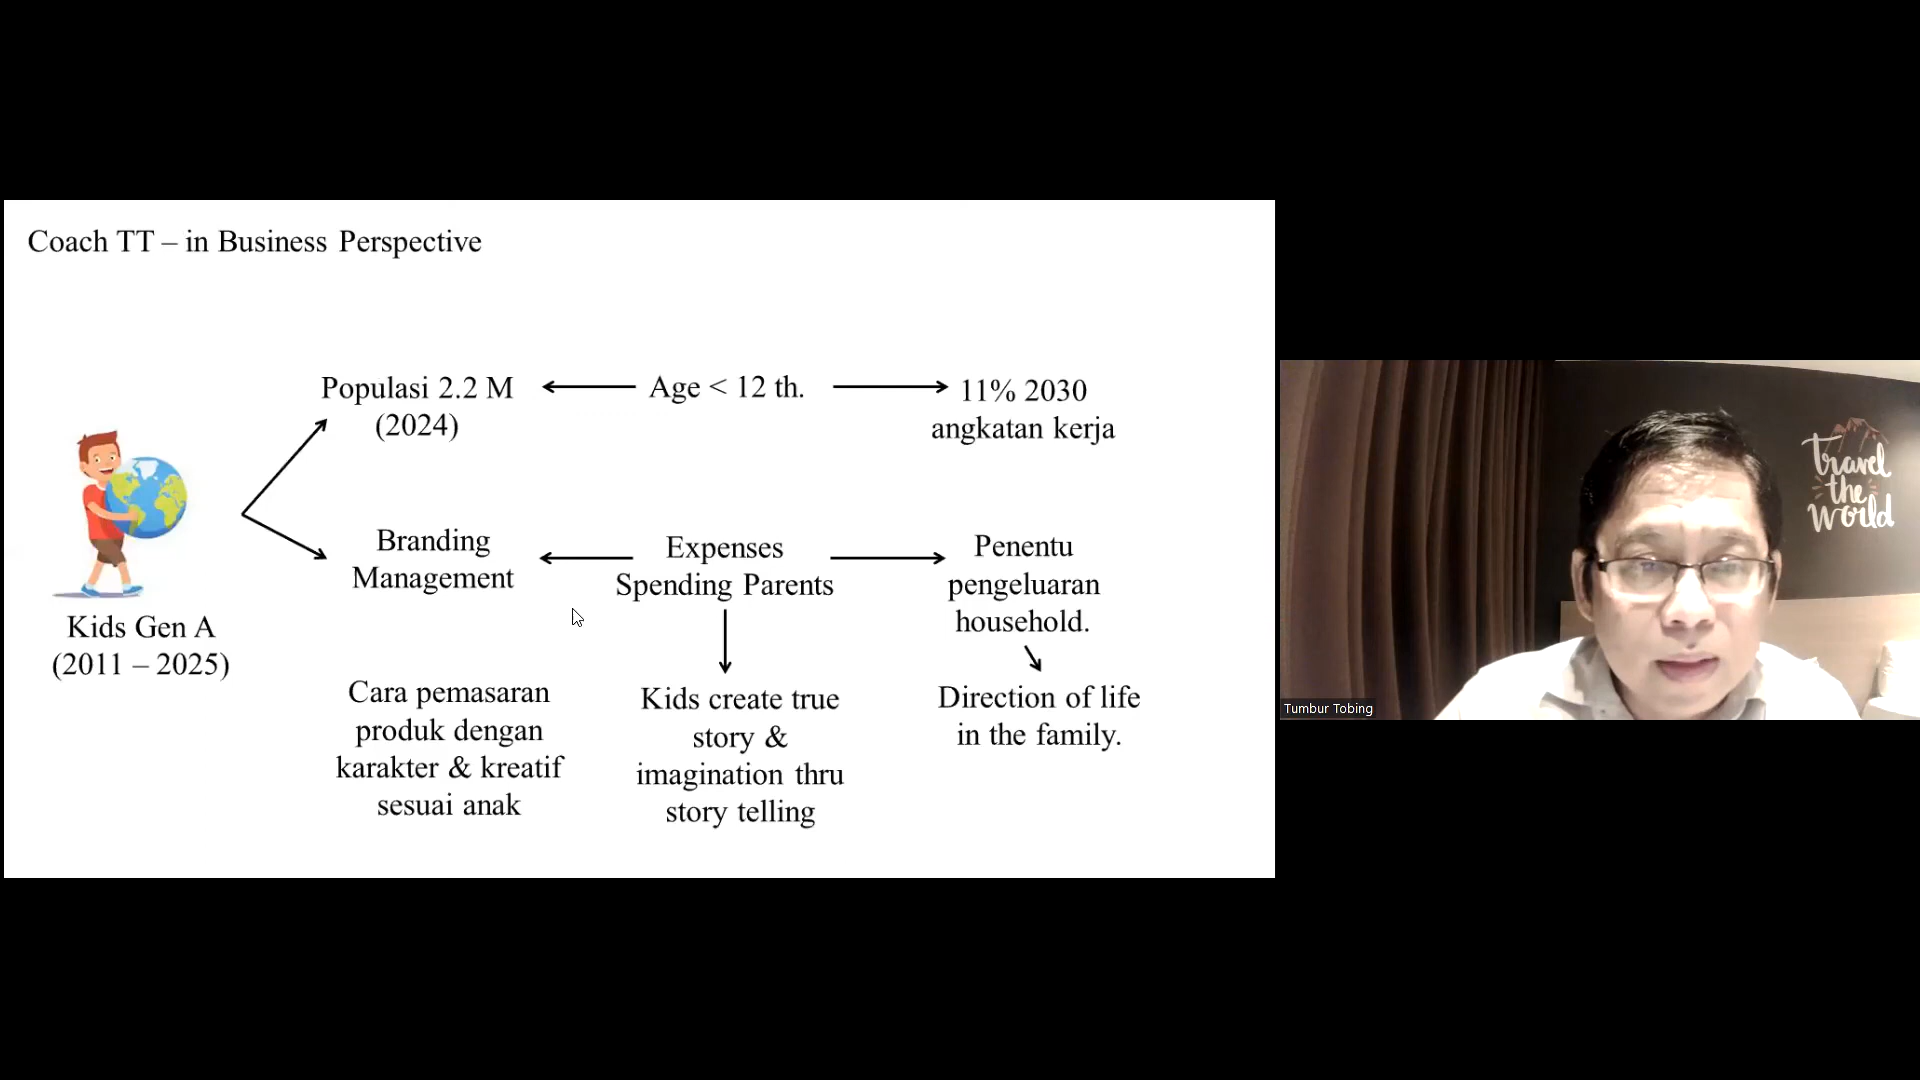 Coach TT – in Business Perspective
Populasi 2.2 M
(2024)
Age < 12 th.
11% 2030
angkatan kerja
Branding
Management
Expenses
Spending Parents
Penentu
pengeluaran
household.
Kids Gen A
(2011 – 2025)
Cara pemasaran
produk dengan
karakter & kreatif
sesuai anak
Kids create true
story &
imagination thru
story telling
Direction of life
in the family.
travel
the
World
Tumbur Tobing